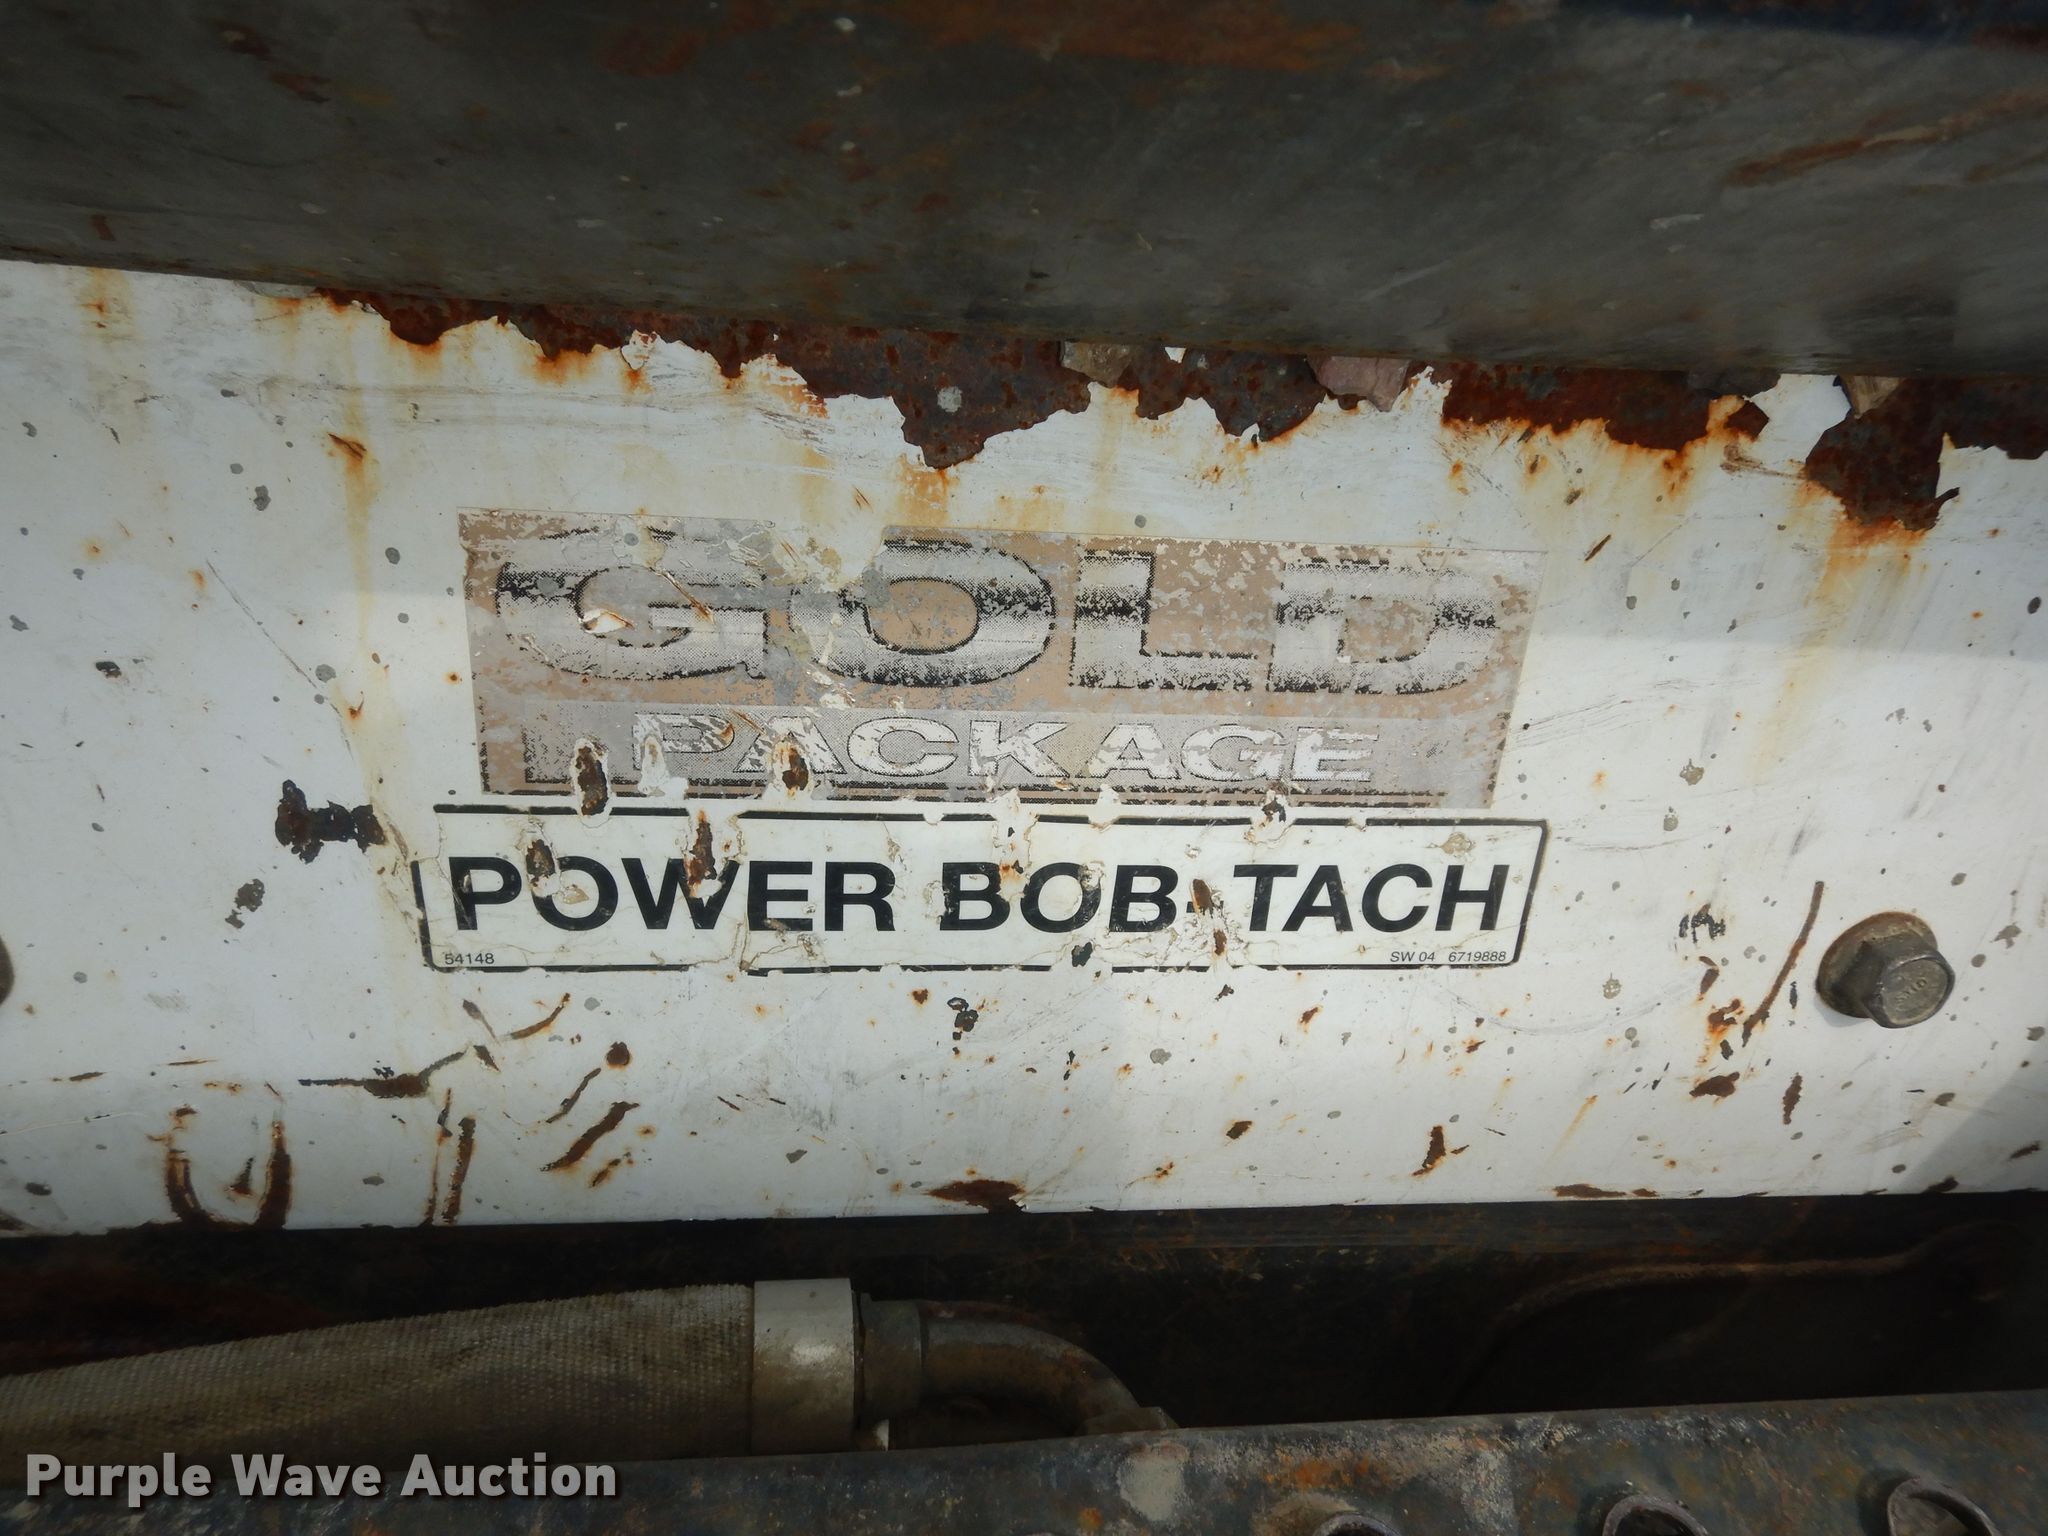 GOLD
PACKAGE
POWER BOB-TACH
54148 SW 04 6719888
Purple Wave Auction